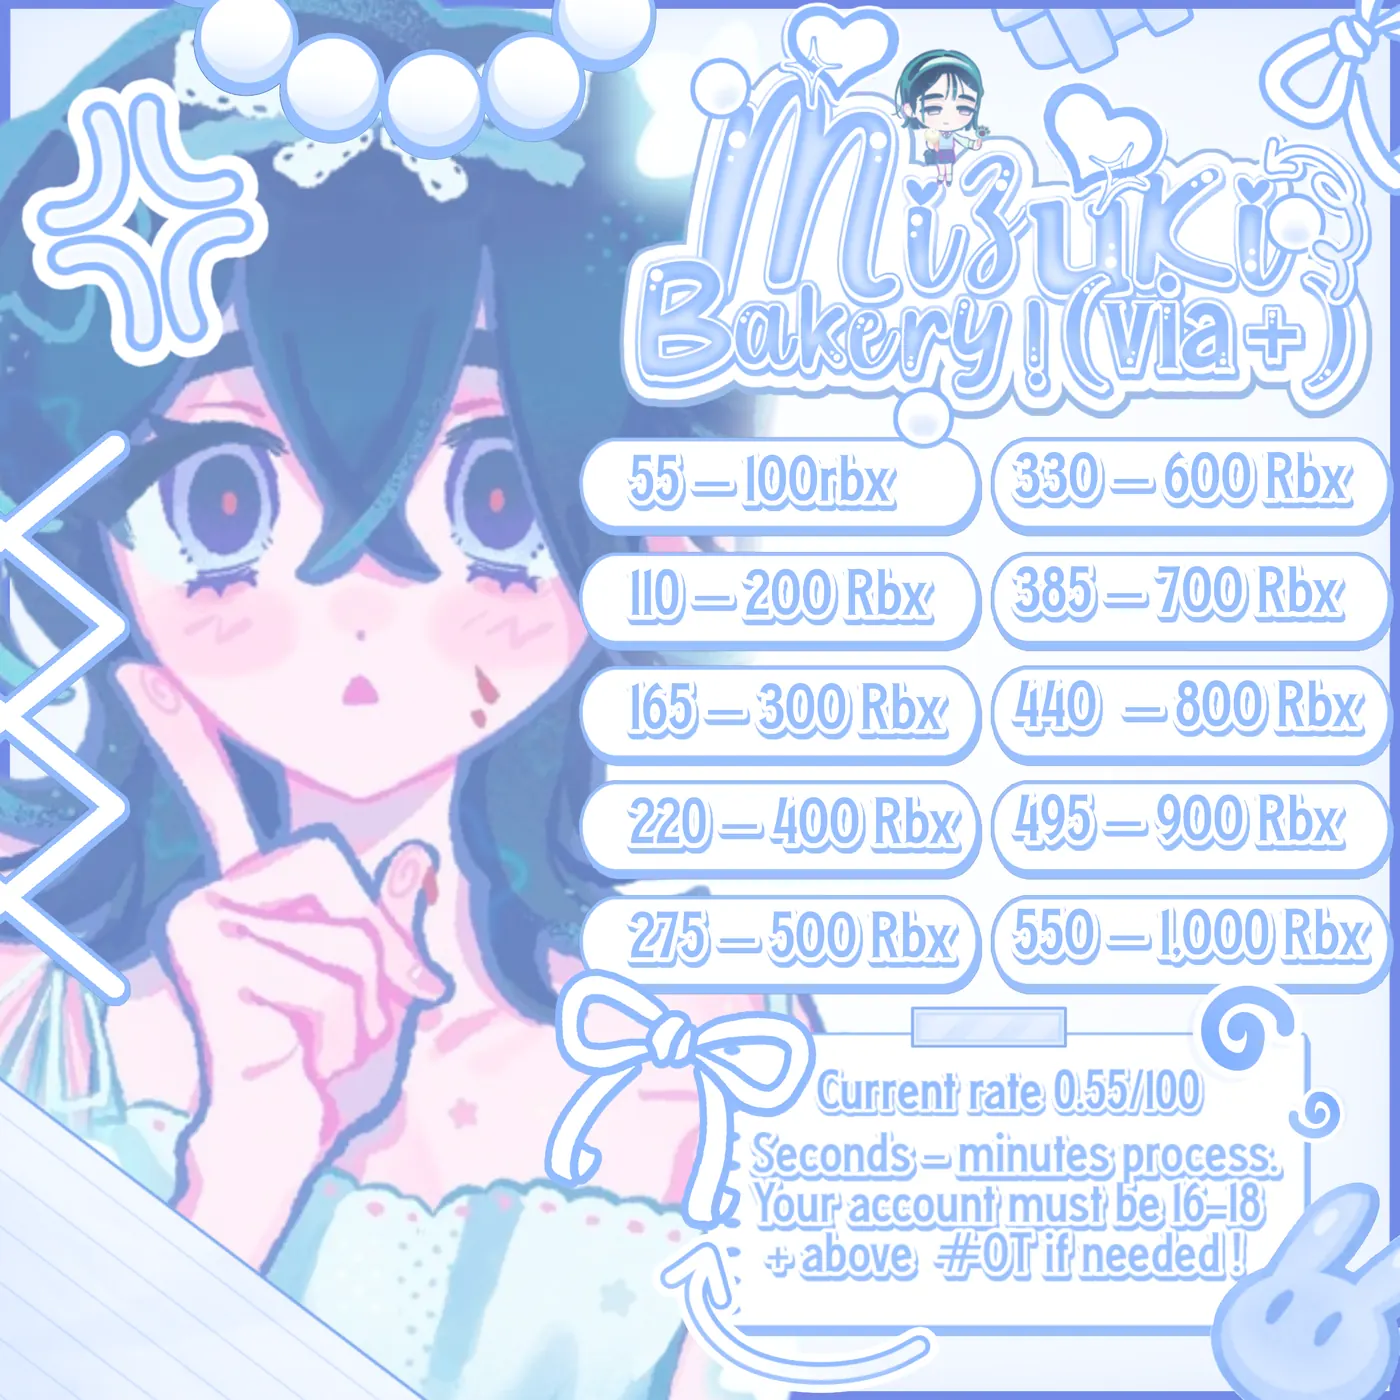 Mizuki
Bakery! (via+)
55 — 100rbx
110 — 200 Rbx
165 — 300 Rbx
220 — 400 Rbx
275 — 500 Rbx
330 — 600 Rbx
385 — 700 Rbx
440 — 800 Rbx
495 — 900 Rbx
550 — 1,000 Rbx
Current rate 0.55/100
Seconds – minutes process.
Your account must be 16–18
+ above #OT if needed!